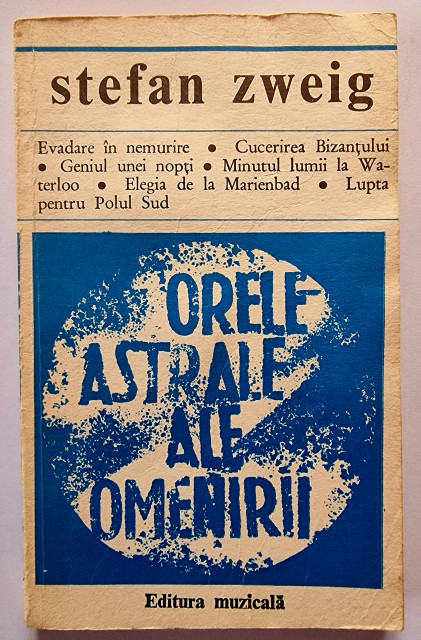 stefan zweig
Evadare în nemurire • Cucerirea Bizanțului
• Geniul unei nopți • Minutul lumii la Wa-
terloo • Elegia de la Marienbad • Lupta
pentru Polul Sud
ORELE
ASTRALE
ALE
OMENIRII
Editura muzicală